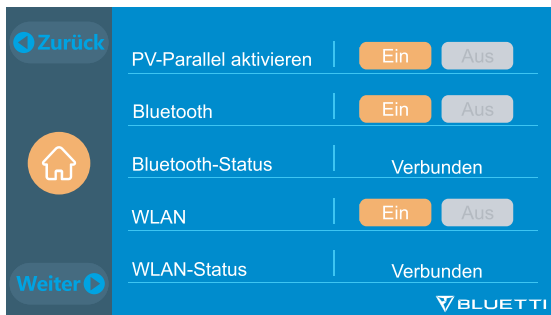 Zurück
PV-Parallel aktivieren Ein Aus
Bluetooth Ein Aus
Bluetooth-Status Verbunden
WLAN Ein Aus
WLAN-Status Verbunden
Weiter
BLUETTI